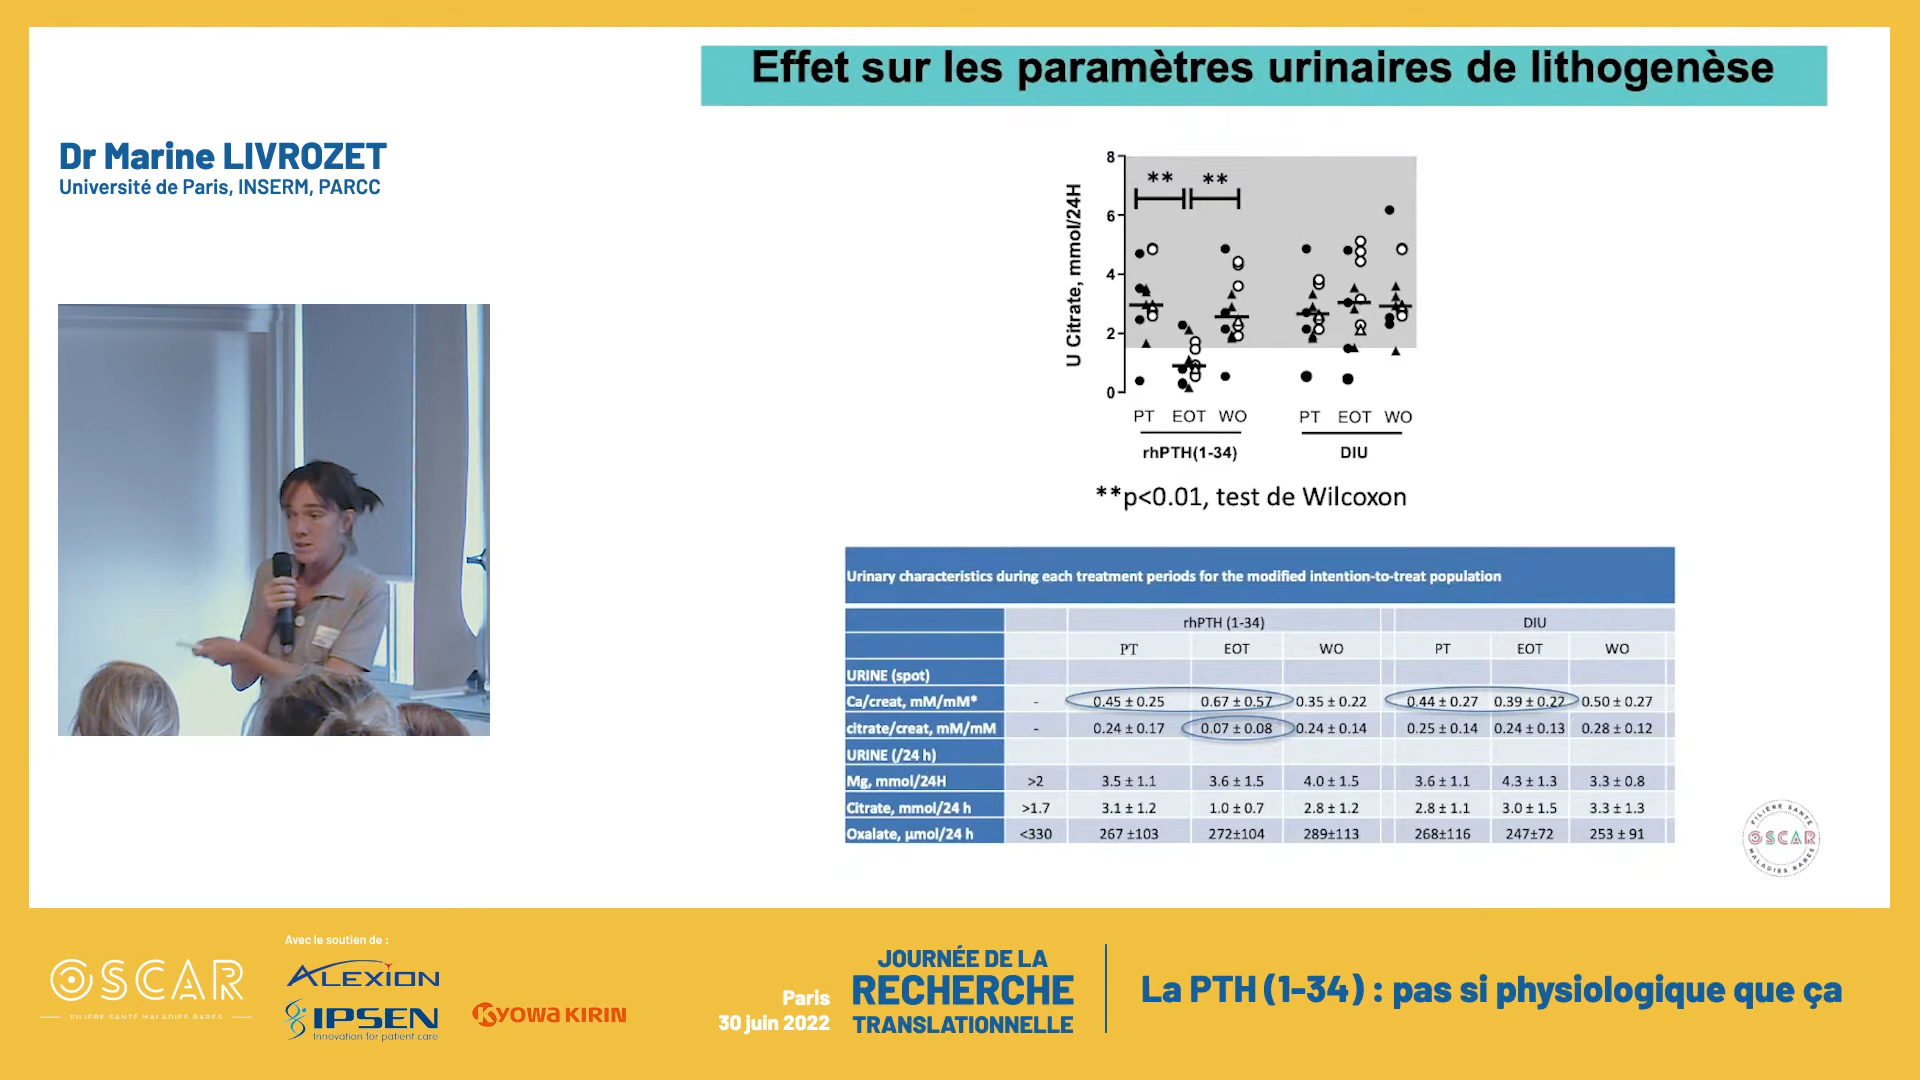 Effet sur les paramètres urinaires de lithogenèse
Dr Marine LIVROZET
Université de Paris, INSERM, PARCC
U Citrate, mmol/24H
8
6
4
2
0
** **
PT EOT WO PT EOT WO
rhPTH(1-34) DIU
**p<0.01, test de Wilcoxon
Urinary characteristics during each treatment periods for the modified intention-to-treat population
rhPTH (1-34) DIU
PT EOT WO PT EOT WO
URINE (spot)
Ca/creat, mM/mM* - 0.45 ± 0.25 0.67 ± 0.57 0.35 ± 0.22 0.44 ± 0.27 0.39 ± 0.22 0.50 ± 0.27
citrate/creat, mM/mM - 0.24 ± 0.17 0.07 ± 0.08 0.24 ± 0.14 0.25 ± 0.14 0.24 ± 0.13 0.28 ± 0.12
URINE (/24 h)
Mg, mmol/24H >2 3.5 ± 1.1 3.6 ± 1.5 4.0 ± 1.5 3.6 ± 1.1 4.3 ± 1.3 3.3 ± 0.8
Citrate, mmol/24 h >1.7 3.1 ± 1.2 1.0 ± 0.7 2.8 ± 1.2 2.8 ± 1.1 3.0 ± 1.5 3.3 ± 1.3
Oxalate, µmol/24 h <330 267 ±103 272±104 289±113 268±116 247±72 253 ± 91
FILIÈRE SANTÉ
OSCAR
MALADIES RARES
OSCAR
FILIÈRE SANTÉ MALADIES RARES
Avec le soutien de :
ALEXION
IPSEN
Innovation for patient care
KYOWA KIRIN
Paris
30 juin 2022
JOURNÉE DE LA
RECHERCHE
TRANSLATIONNELLE
La PTH (1-34) : pas si physiologique que ça